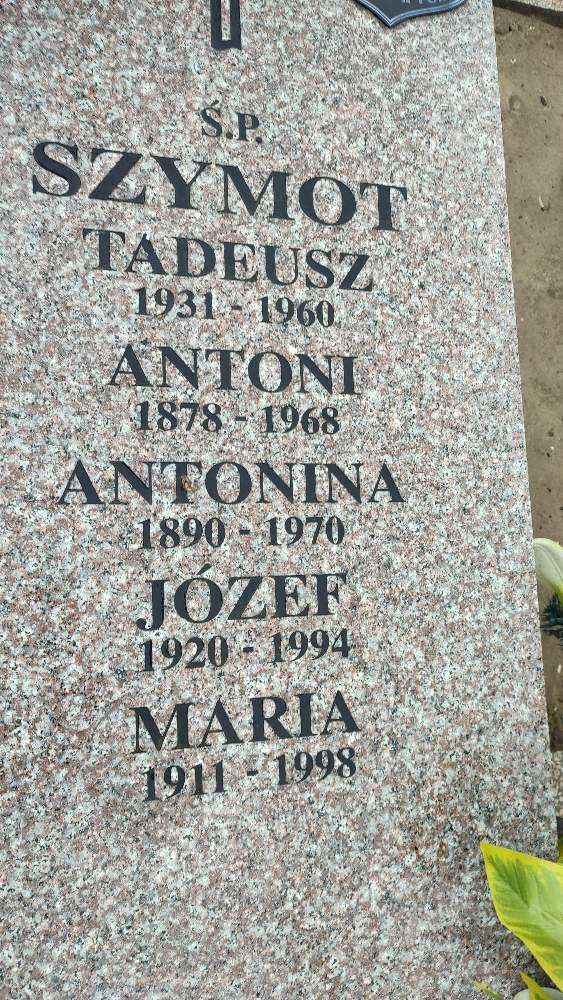 Ś.P.
SZYMOT
TADEUSZ
1931 - 1960
ANTONI
1878 - 1968
ANTONINA
1890 - 1970
JÓZEF
1920 - 1994
MARIA
1911 - 1998